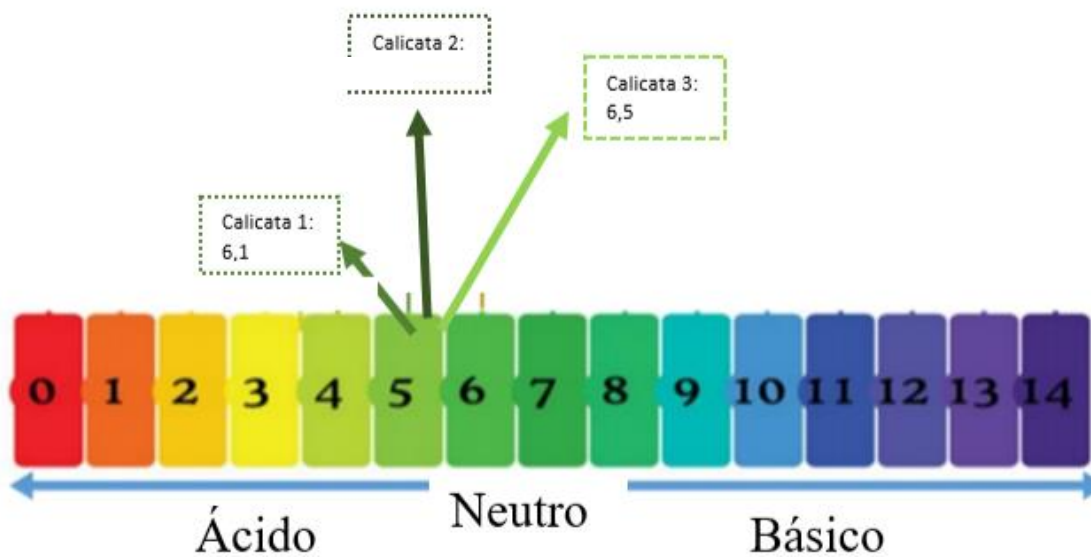 Calicata 2:
Calicata 3:
6,5
Calicata 1:
6,1
0 1 2 3 4 5 6 7 8 9 10 11 12 13 14
Ácido Neutro Básico